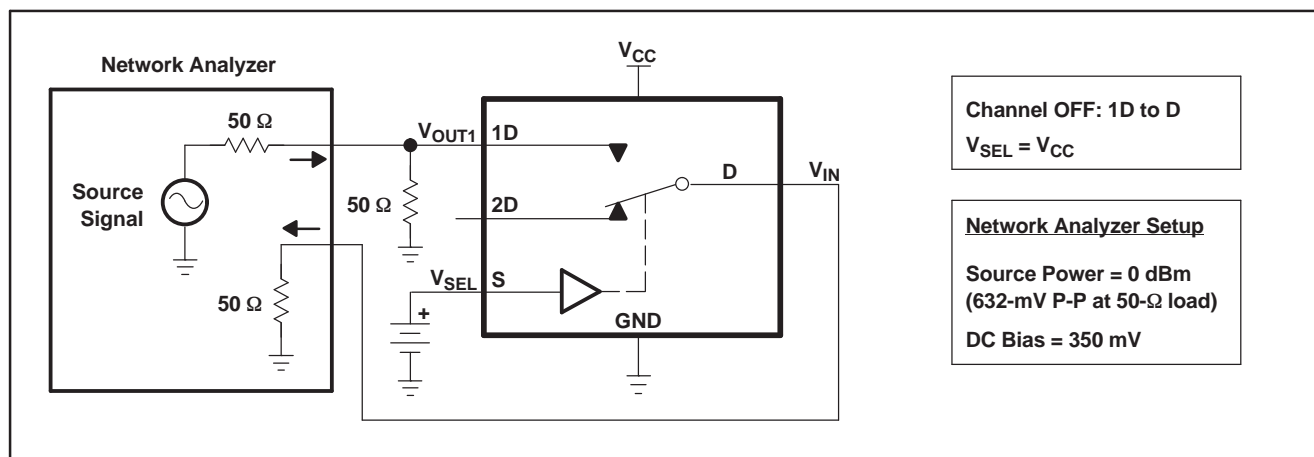 Network Analyzer
50 Ω
Source
Signal
50 Ω
V_OUT1 1D
50 Ω
2D
V_SEL S
+
V_CC
D
V_IN
GND
Channel OFF: 1D to D
V_SEL = V_CC
Network Analyzer Setup
Source Power = 0 dBm
(632-mV P-P at 50-Ω load)
DC Bias = 350 mV